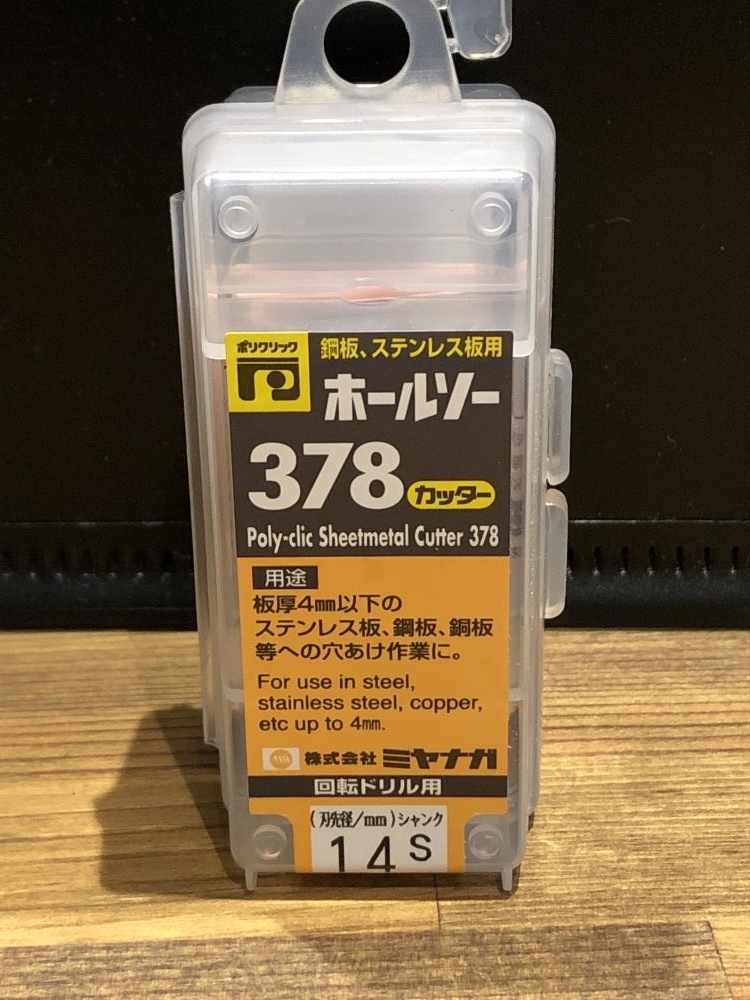 ポリクリック
鋼板、ステンレス板用
ホールソー
378 カッター
Poly-clic Sheetmetal Cutter 378
用途
板厚4mm以下の
ステンレス板、鋼板、銅板
等への穴あけ作業に。
For use in steel,
stainless steel, copper,
etc up to 4mm.
株式会社 ミヤナガ
回転ドリル用
(刃先径/mm) シャンク
14 S